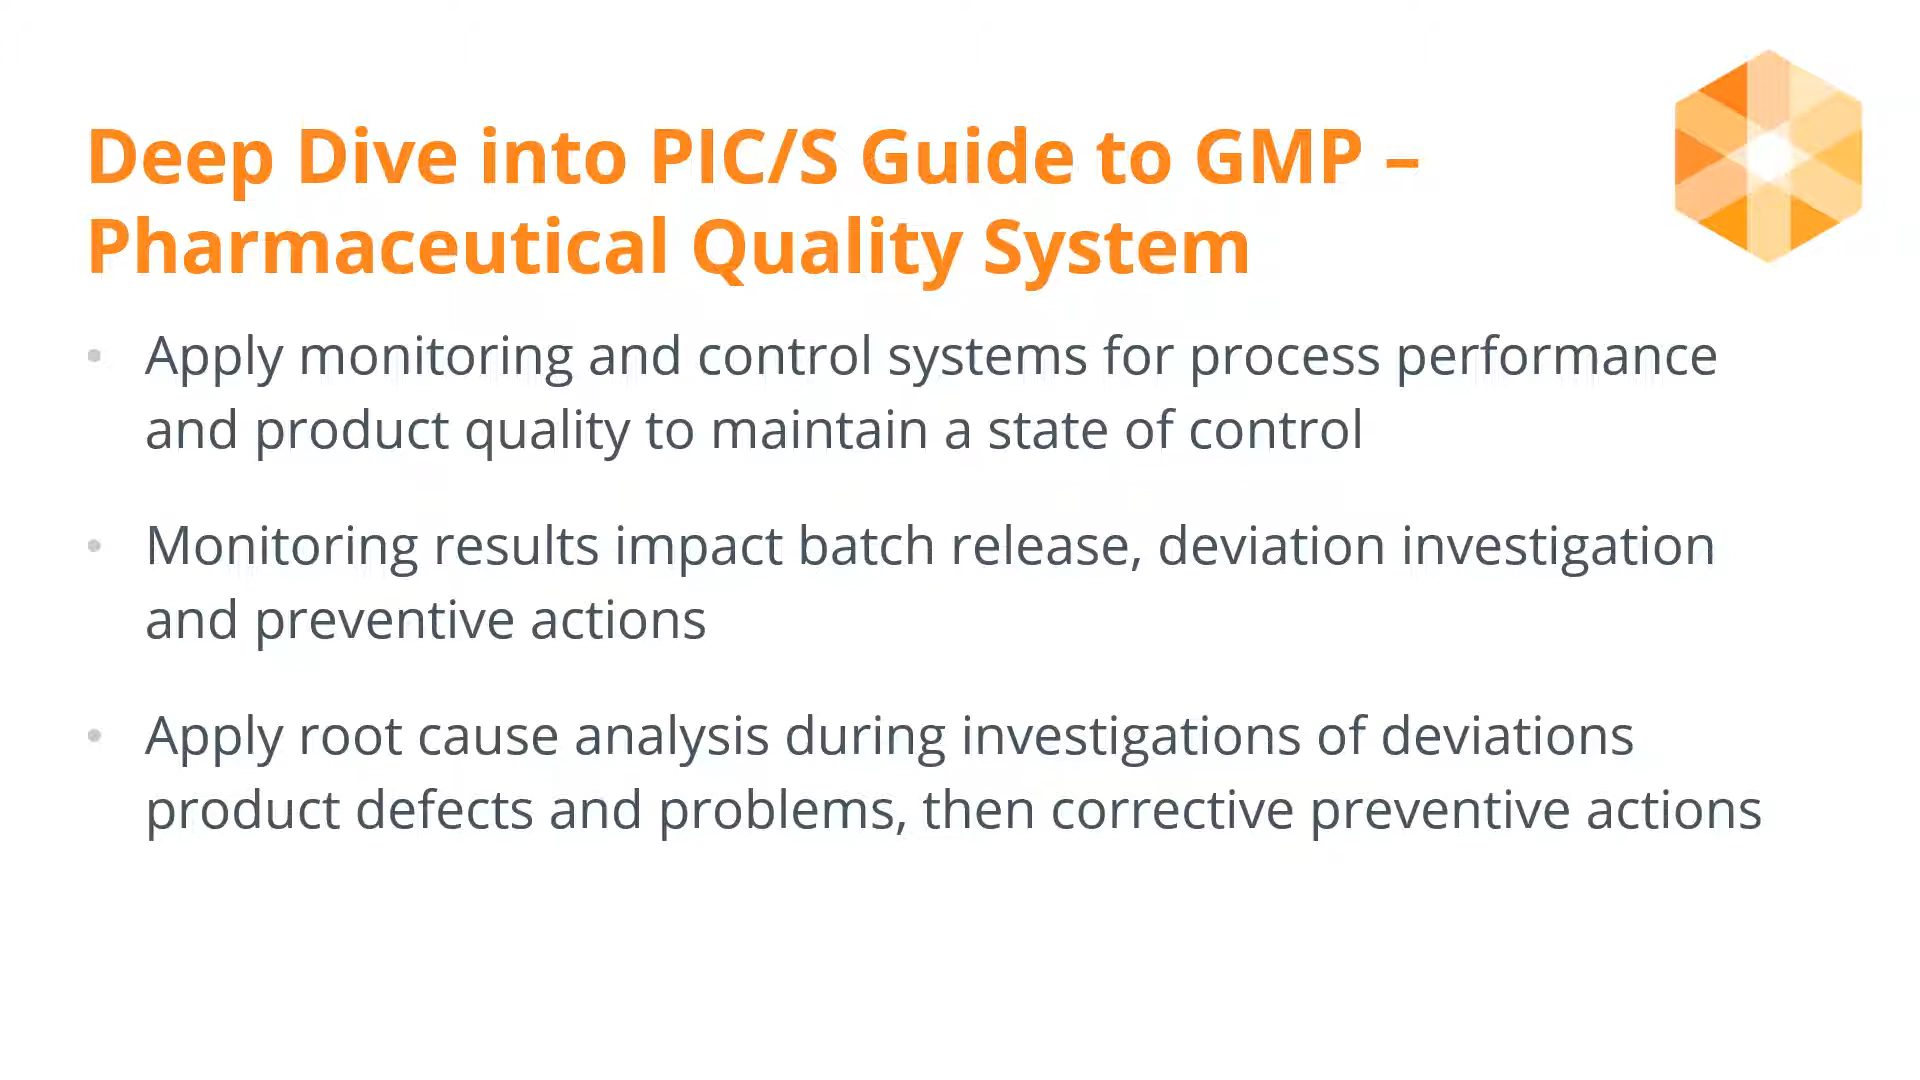 Deep Dive into PIC/S Guide to GMP –
Pharmaceutical Quality System
• Apply monitoring and control systems for process performance
and product quality to maintain a state of control
• Monitoring results impact batch release, deviation investigation
and preventive actions
• Apply root cause analysis during investigations of deviations
product defects and problems, then corrective preventive actions